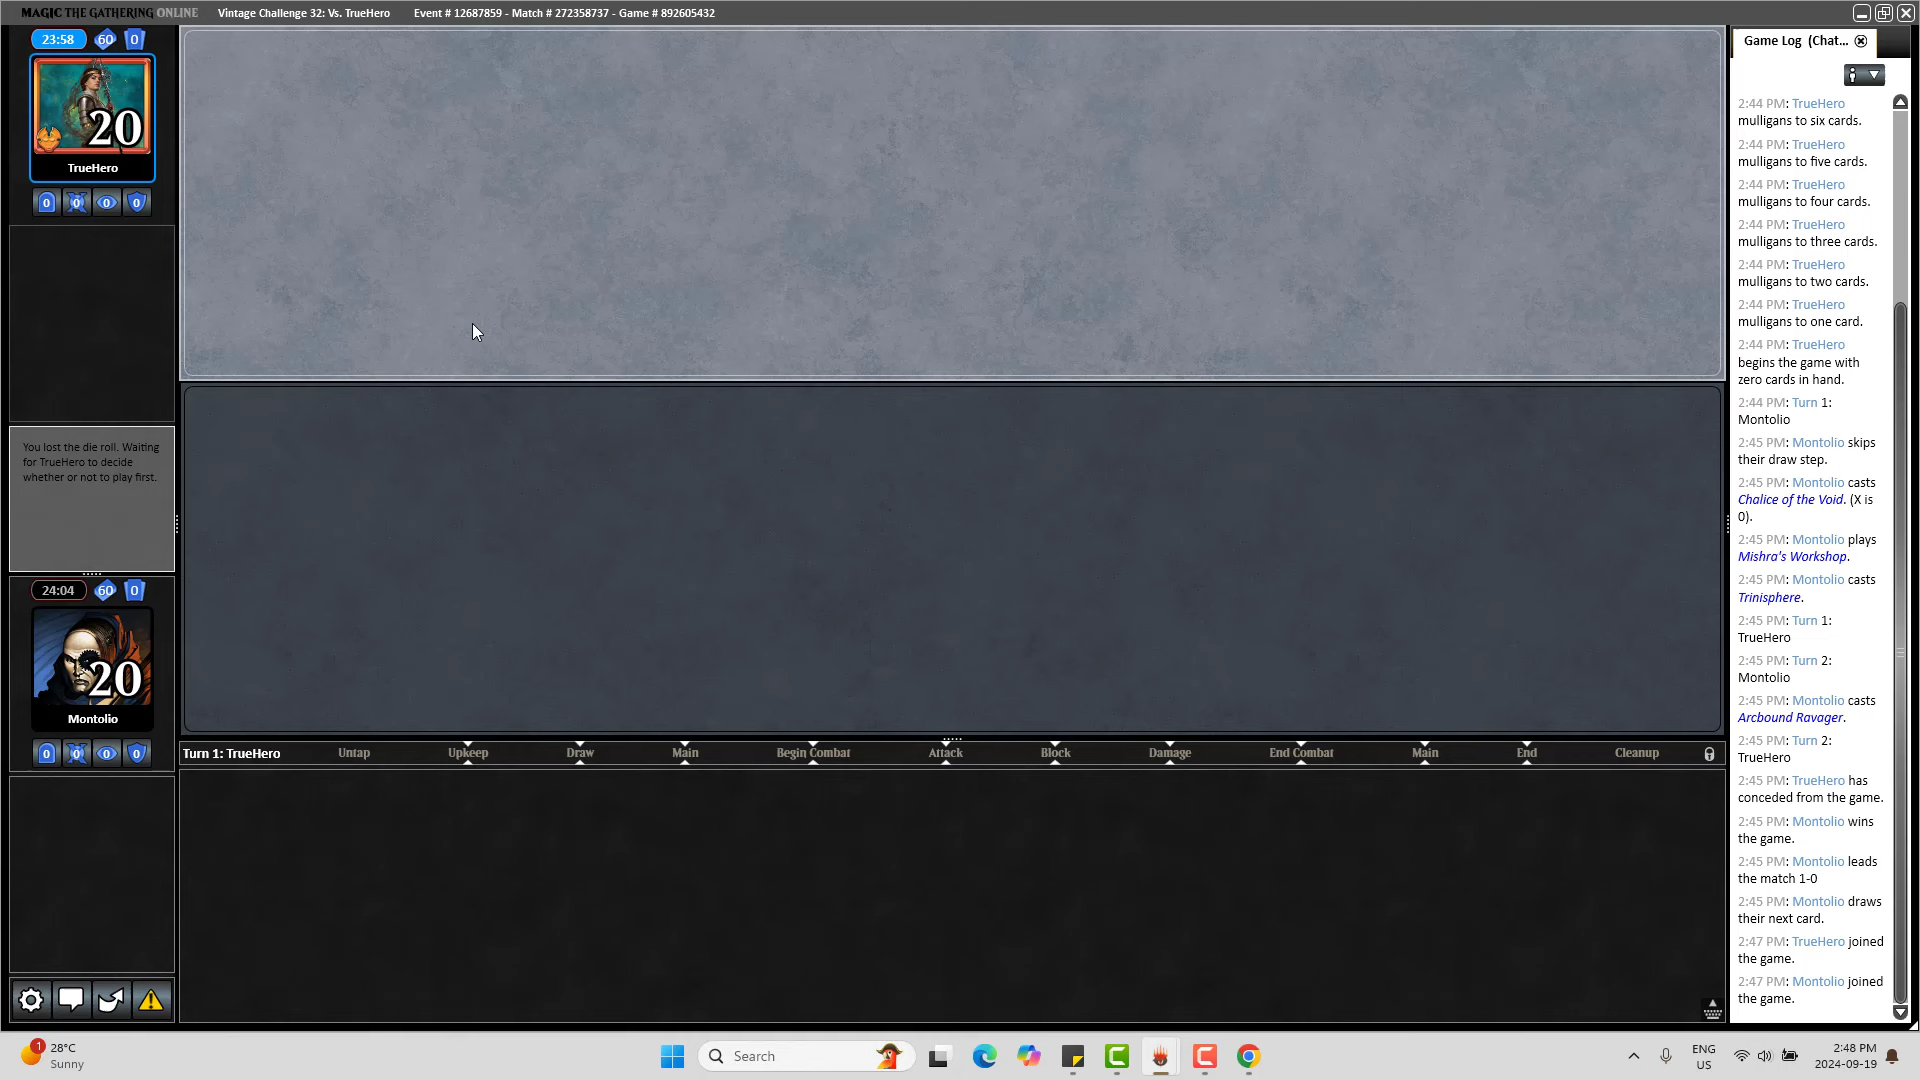 MAGIC THE GATHERING ONLINE Vintage Challenge 32: Vs. TrueHero Event # 12687859 - Match # 272358737 - Game # 892605432
23:58 60 0
20
TrueHero
0 0 0 0
You lost the die roll. Waiting
for TrueHero to decide
whether or not to play first.
24:04 60 0
20
Montolio
0 0 0 0
Turn 1: TrueHero Untap Upkeep Draw Main Begin Combat Attack Block Damage End Combat Main End Cleanup
Game Log (Chat...
2:44 PM: TrueHero
mulligans to six cards.
2:44 PM: TrueHero
mulligans to five cards.
2:44 PM: TrueHero
mulligans to four cards.
2:44 PM: TrueHero
mulligans to three cards.
2:44 PM: TrueHero
mulligans to two cards.
2:44 PM: TrueHero
mulligans to one card.
2:44 PM: TrueHero
begins the game with
zero cards in hand.
2:44 PM: Turn 1:
Montolio
2:45 PM: Montolio skips
their draw step.
2:45 PM: Montolio casts
Chalice of the Void. (X is
0).
2:45 PM: Montolio plays
Mishra's Workshop.
2:45 PM: Montolio casts
Trinisphere.
2:45 PM: Turn 1:
TrueHero
2:45 PM: Turn 2:
Montolio
2:45 PM: Montolio casts
Arcbound Ravager.
2:45 PM: Turn 2:
TrueHero
2:45 PM: TrueHero has
conceded from the game.
2:45 PM: Montolio wins
the game.
2:45 PM: Montolio leads
the match 1-0
2:45 PM: Montolio draws
their next card.
2:47 PM: TrueHero joined
the game.
2:47 PM: Montolio joined
the game.
1
28°C
Sunny
Search
ENG
US
2:48 PM
2024-09-19